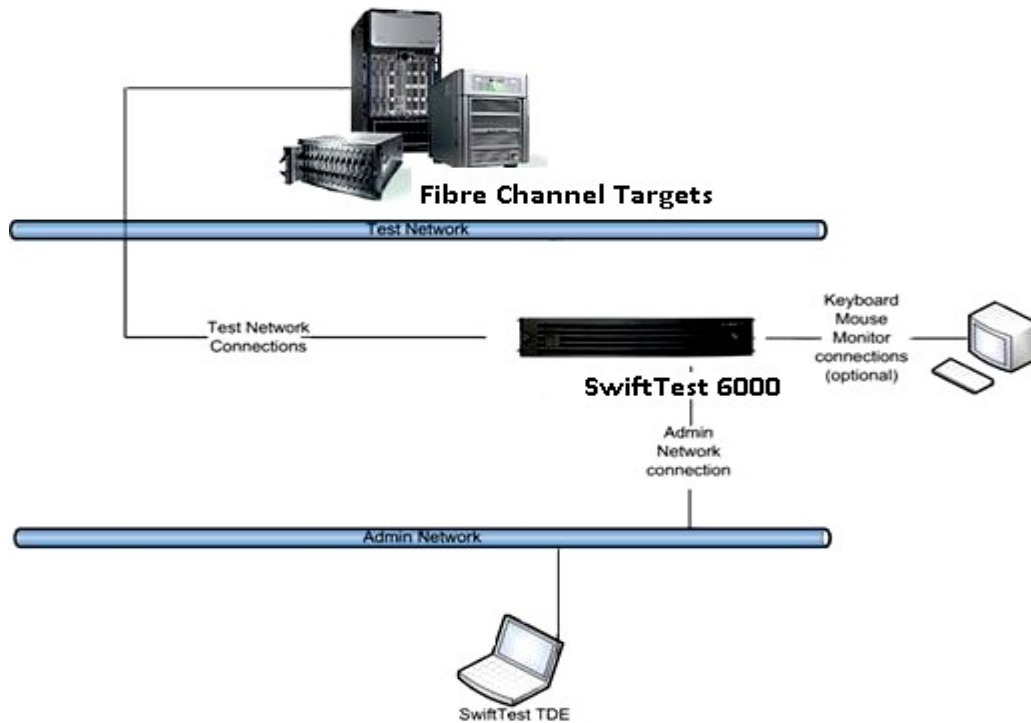 Fibre Channel Targets
Test Network
Test Network
Connections
Keyboard
Mouse
Monitor
connections
(optional)
SwiftTest 6000
Admin
Network
connection
Admin Network
SwiftTest TDE